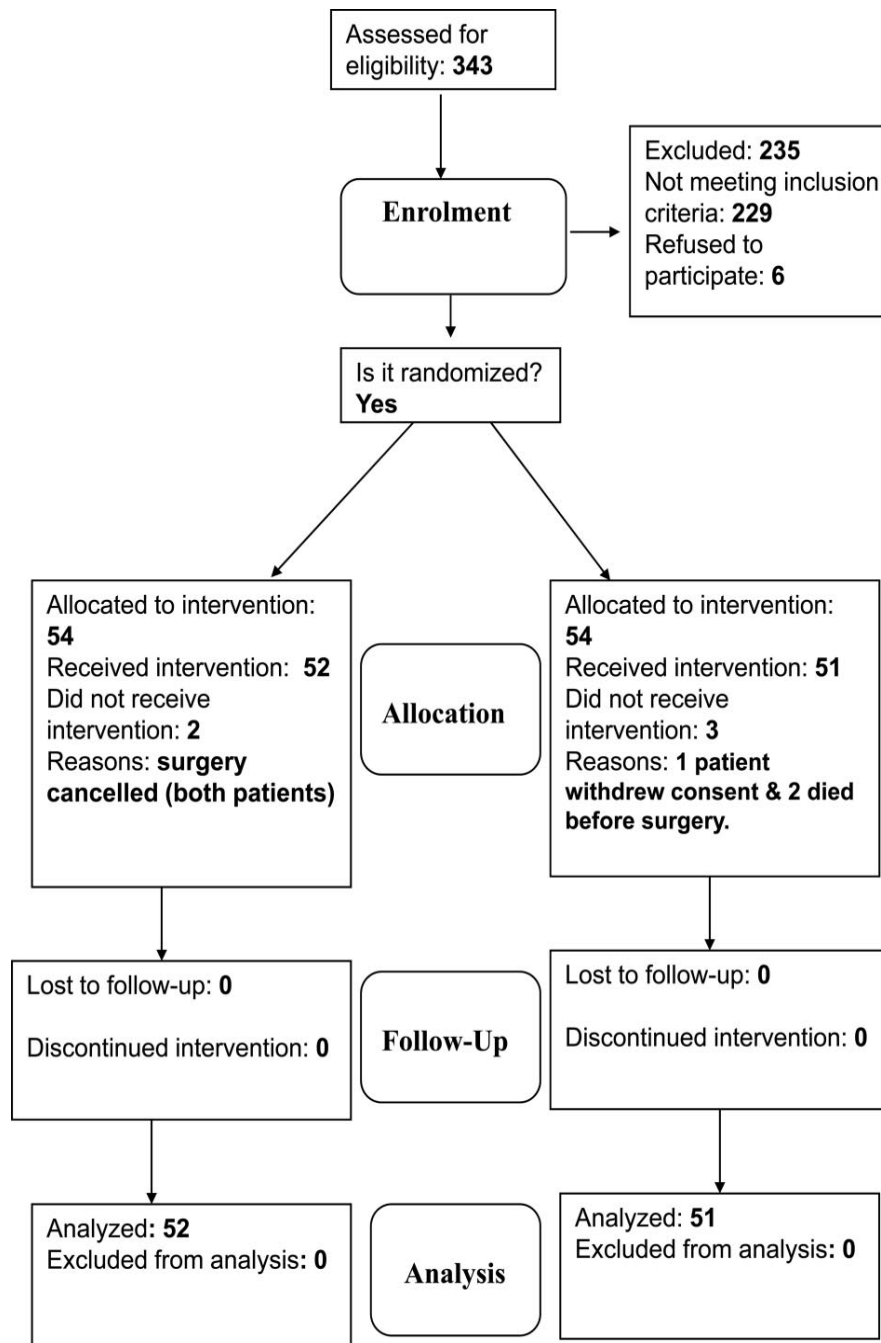 Assessed for
eligibility: 343
Excluded: 235
Not meeting inclusion
criteria: 229
Refused to
participate: 6
Enrolment
Is it randomized?
Yes
Allocated to intervention:
54
Received intervention: 52
Did not receive
intervention: 2
Reasons: surgery
cancelled (both patients)
Allocation
Allocated to intervention:
54
Received intervention: 51
Did not receive
intervention: 3
Reasons: 1 patient
withdrew consent & 2 died
before surgery.
Lost to follow-up: 0
Discontinued intervention: 0
Follow-Up
Lost to follow-up: 0
Discontinued intervention: 0
Analyzed: 52
Excluded from analysis: 0
Analysis
Analyzed: 51
Excluded from analysis: 0